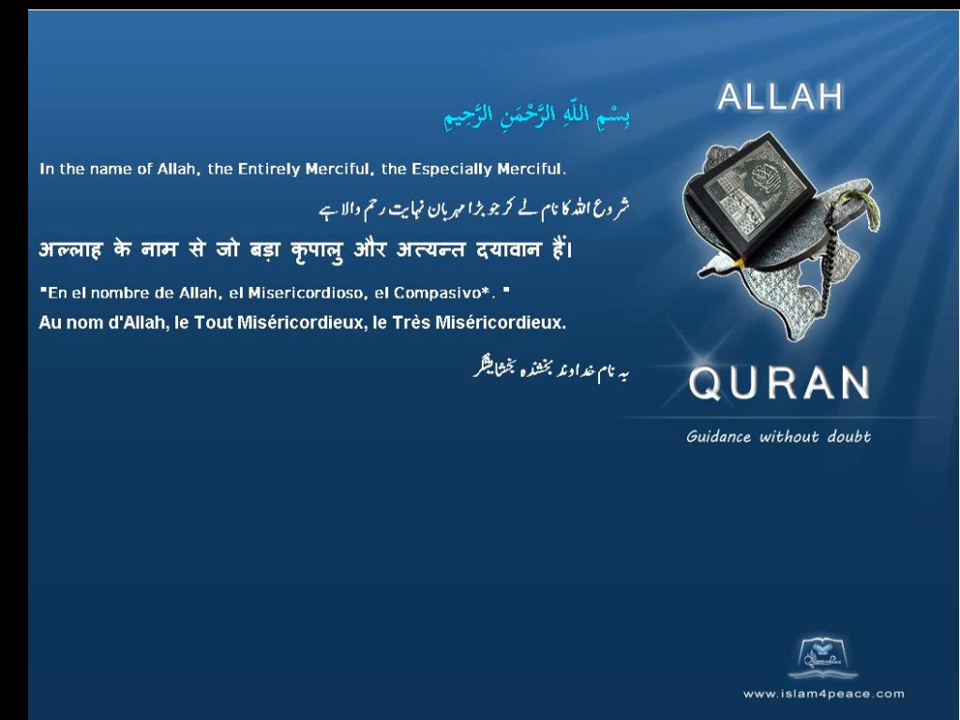 بِسْمِ اللَّهِ الرَّحْمَنِ الرَّحِيمِ
In the name of Allah, the Entirely Merciful, the Especially Merciful.
شروع الله کا نام لے کر جو بڑا مہربان نہایت رحم والا ہے
अल्लाह के नाम से जो बड़ा कृपालु और अत्यन्त दयावान हैं।
"En el nombre de Allah, el Misericordioso, el Compasivo*. "
Au nom d'Allah, le Tout Miséricordieux, le Très Miséricordieux.
به نام خداوند بخشنده بخشایشگر
ALLAH
QURAN
Guidance without doubt
www.islam4peace.com